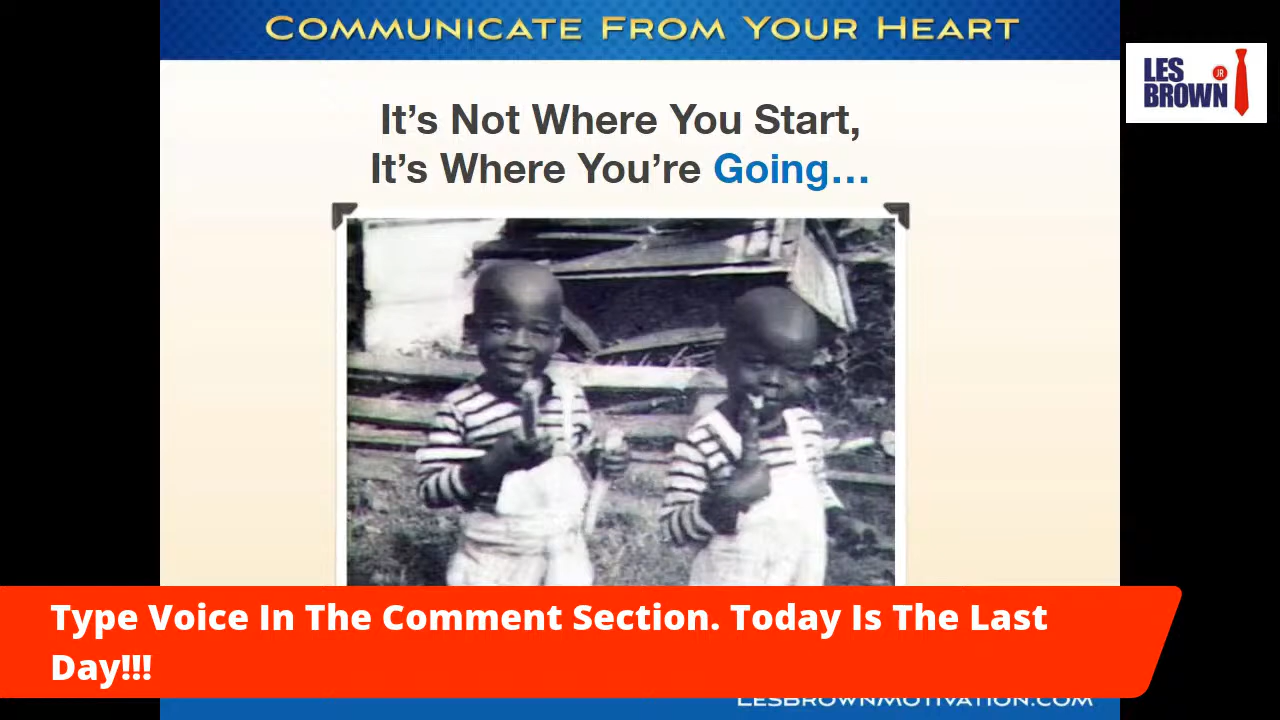 COMMUNICATE FROM YOUR HEART
LES
JR
BROWN
It's Not Where You Start,
It's Where You're Going...
Type Voice In The Comment Section. Today Is The Last
Day!!!
LESBROWNMOTIVATION.COM